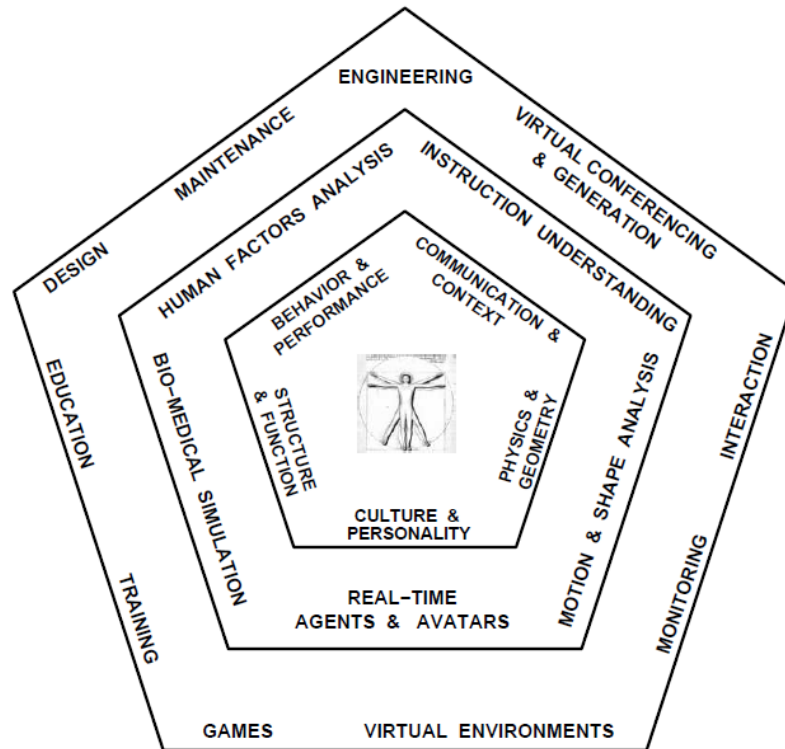 ENGINEERING
MAINTENANCE
DESIGN
VIRTUAL CONFERENCING
& GENERATION
EDUCATION
TRAINING
GAMES
VIRTUAL ENVIRONMENTS
MONITORING
INTERACTION
HUMAN FACTORS ANALYSIS
INSTRUCTION UNDERSTANDING
BIO-MEDICAL SIMULATION
REAL-TIME
AGENTS & AVATARS
MOTION & SHAPE ANALYSIS
BEHAVIOR &
PERFORMANCE
COMMUNICATION &
CONTEXT
STRUCTURE
& FUNCTION
PHYSICS &
GEOMETRY
CULTURE &
PERSONALITY